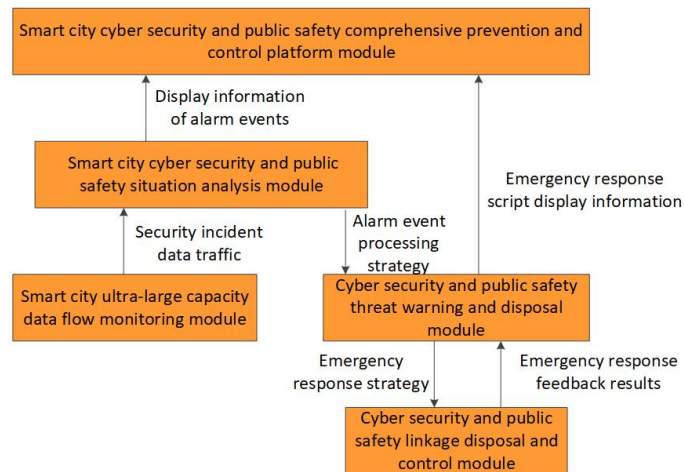 Smart city cyber security and public safety comprehensive prevention and
control platform module
Display information
of alarm events
Smart city cyber security and public
safety situation analysis module
Emergency response
script display information
Security incident
data traffic
Alarm event
processing
strategy
Smart city ultra-large capacity
data flow monitoring module
Cyber security and public safety
threat warning and disposal
module
Emergency
response strategy
Emergency response
feedback results
Cyber security and public
safety linkage disposal and
control module